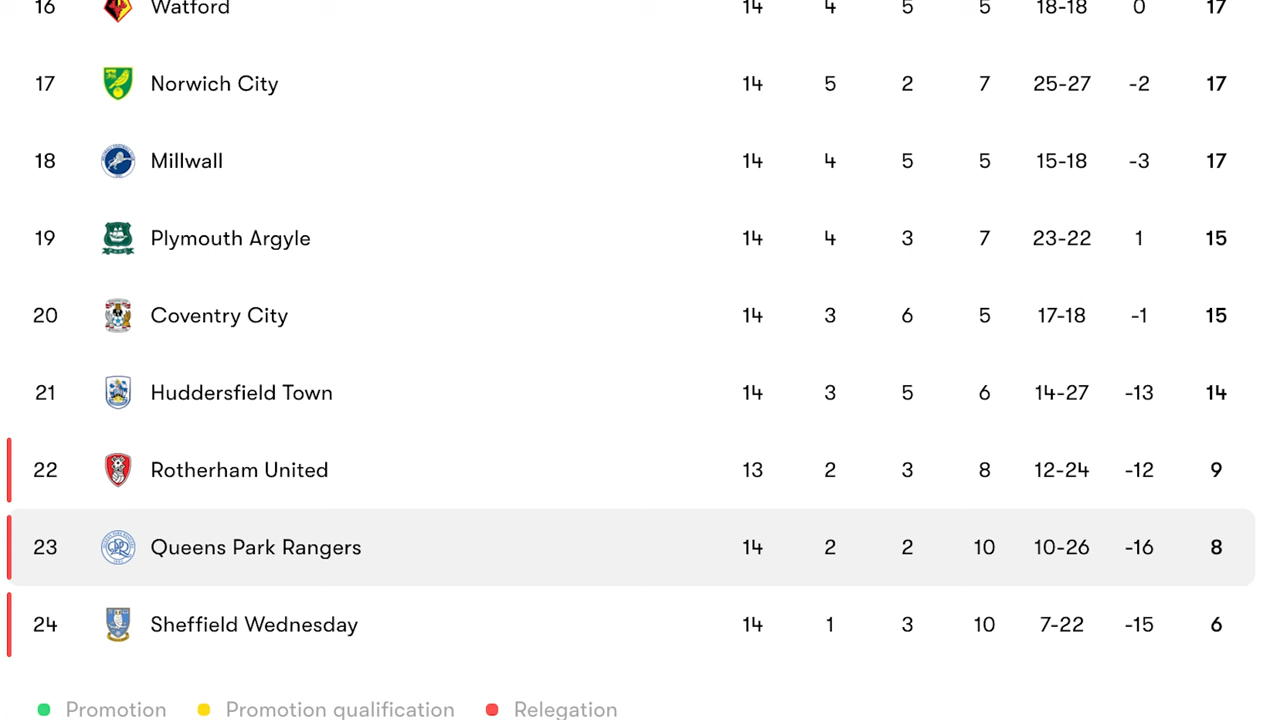 16 Watford 14 4 5 5 18-18 0 17
17 Norwich City 14 5 2 7 25-27 -2 17
18 Millwall 14 4 5 5 15-18 -3 17
19 Plymouth Argyle 14 4 3 7 23-22 1 15
20 Coventry City 14 3 6 5 17-18 -1 15
21 Huddersfield Town 14 3 5 6 14-27 -13 14
22 Rotherham United 13 2 3 8 12-24 -12 9
23 Queens Park Rangers 14 2 2 10 10-26 -16 8
24 Sheffield Wednesday 14 1 3 10 7-22 -15 6
Promotion Promotion qualification Relegation